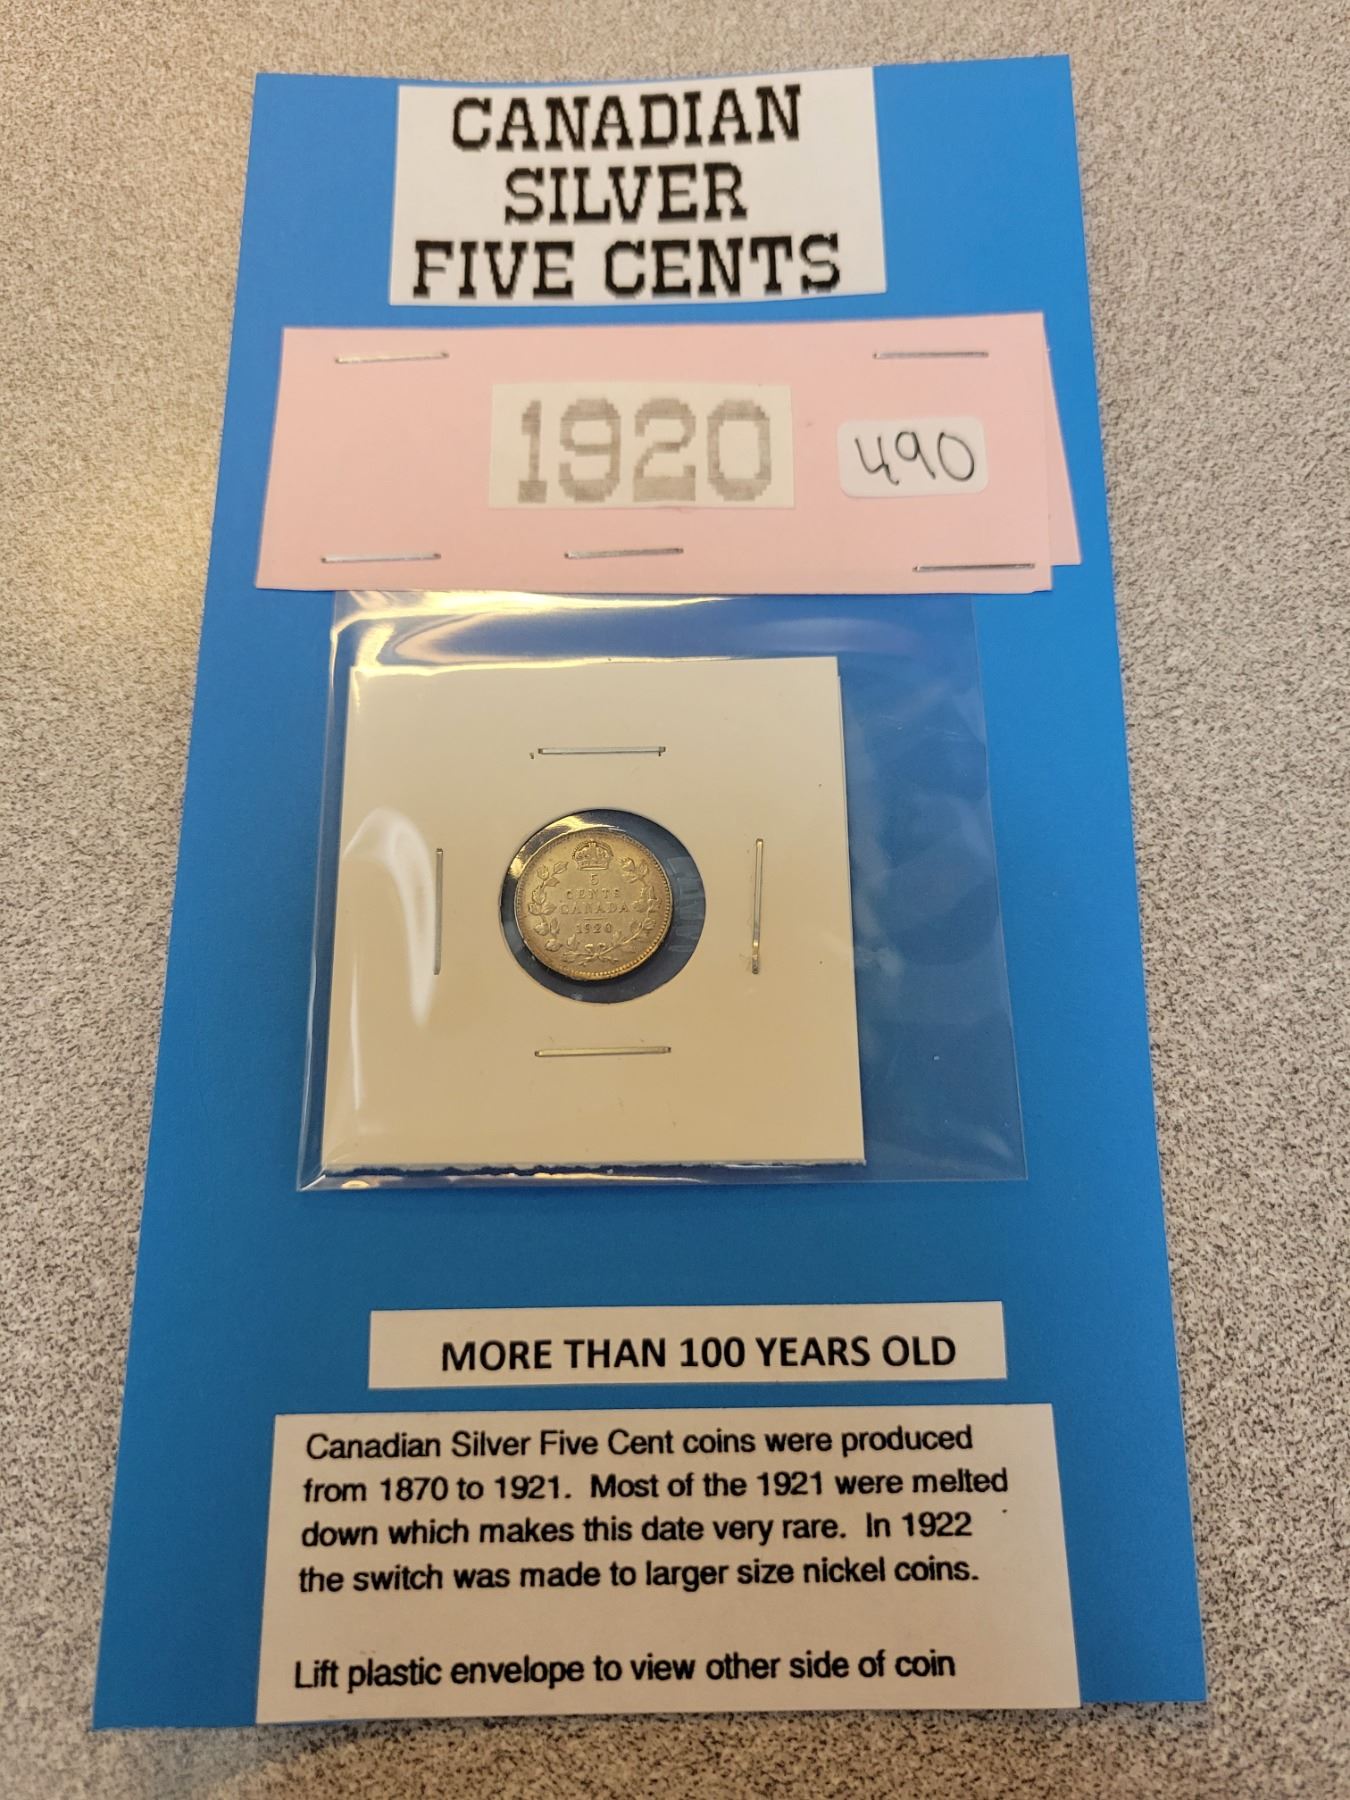 CANADIAN
SILVER
FIVE CENTS
1920
490
5
CENTS
CANADA
1920
MORE THAN 100 YEARS OLD
Canadian Silver Five Cent coins were produced
from 1870 to 1921. Most of the 1921 were melted
down which makes this date very rare. In 1922
the switch was made to larger size nickel coins.
Lift plastic envelope to view other side of coin